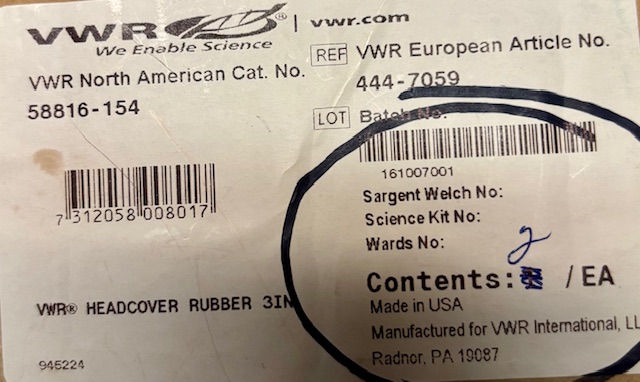 VWR® | vwr.com
We Enable Science
REF VWR European Article No.
VWR North American Cat. No.
444-7059
58816-154
LOT Batch No.
161007001
7 312058 008017
Sargent Welch No:
Science Kit No:
Wards No:
2
Contents: / EA
VWR® HEADCOVER RUBBER 3IN
Made in USA
Manufactured for VWR International, LL
Radnor, PA 19087
945224